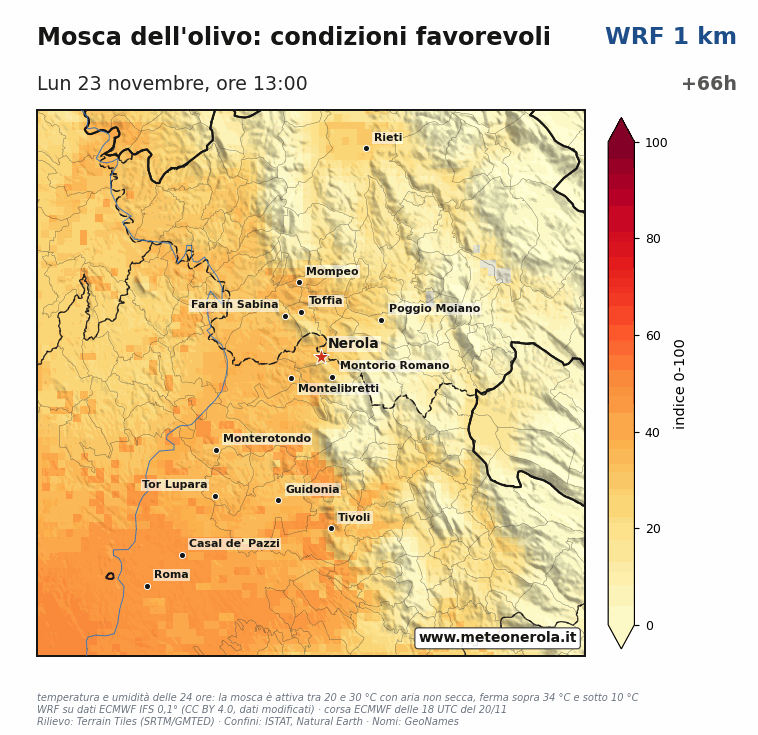 Mosca dell'olivo: condizioni favorevoli
WRF 1 km
Lun 23 novembre, ore 13:00
+66h
Rieti
Mompeo
Fara in Sabina
Toffia
Poggio Moiano
Nerola
Montorio Romano
Montelibretti
Monterotondo
Tor Lupara
Guidonia
Tivoli
Casal de' Pazzi
Roma
www.meteonerola.it
100
80
60
40
20
0
indice 0-100
temperatura e umidità delle 24 ore: la mosca è attiva tra 20 e 30 °C con aria non secca, ferma sopra 34 °C e sotto 10 °C
WRF su dati ECMWF IFS 0,1° (CC BY 4.0, dati modificati) · corsa ECMWF delle 18 UTC del 20/11
Rilievo: Terrain Tiles (SRTM/GMTED) · Confini: ISTAT, Natural Earth · Nomi: GeoNames